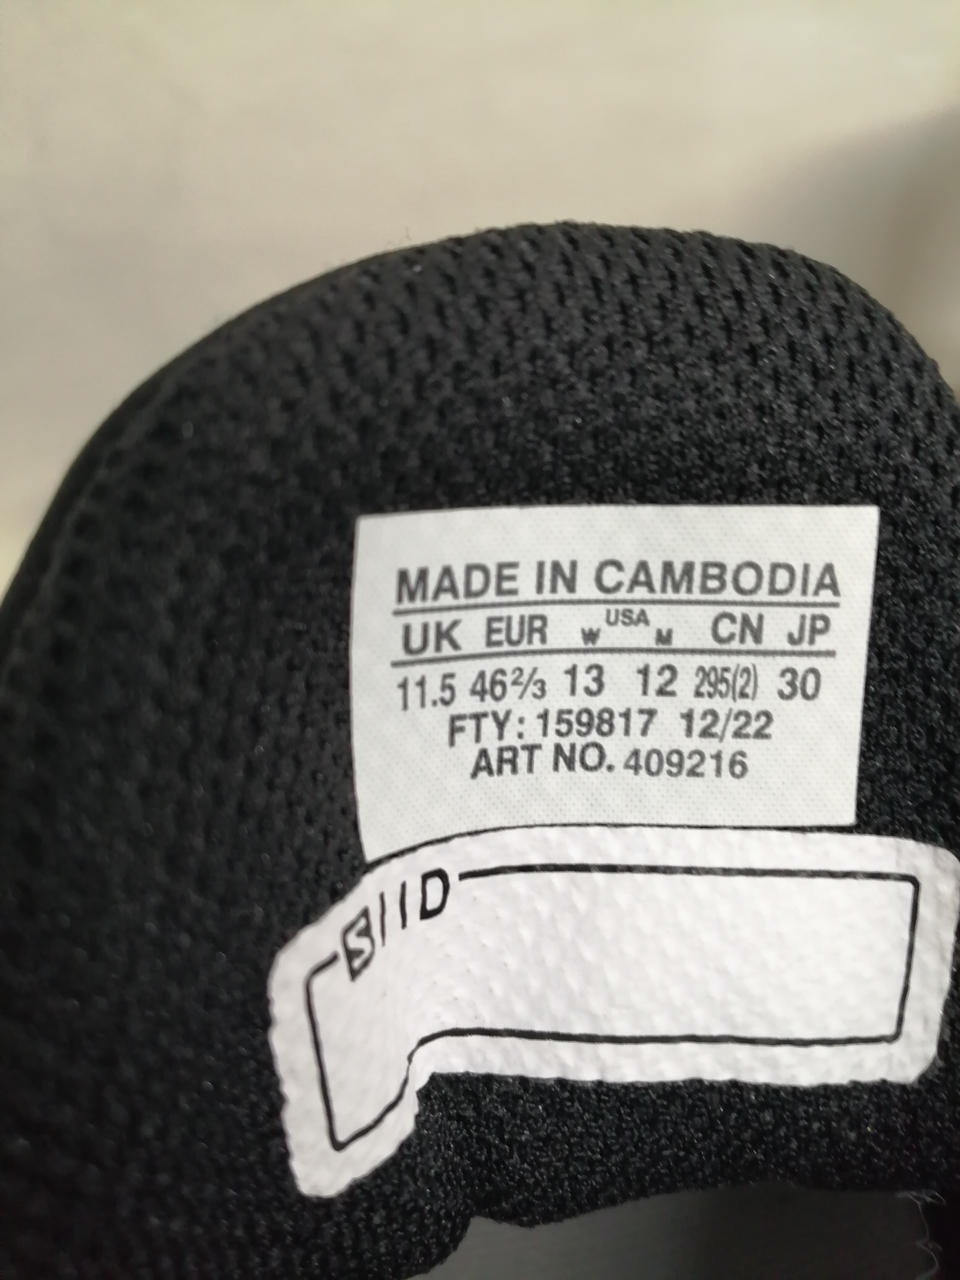 MADE IN CAMBODIA
UK EUR W USA M CN JP
11.5 46⅔ 13 12 295(2) 30
FTY: 159817 12/22
ART NO. 409216
SIID